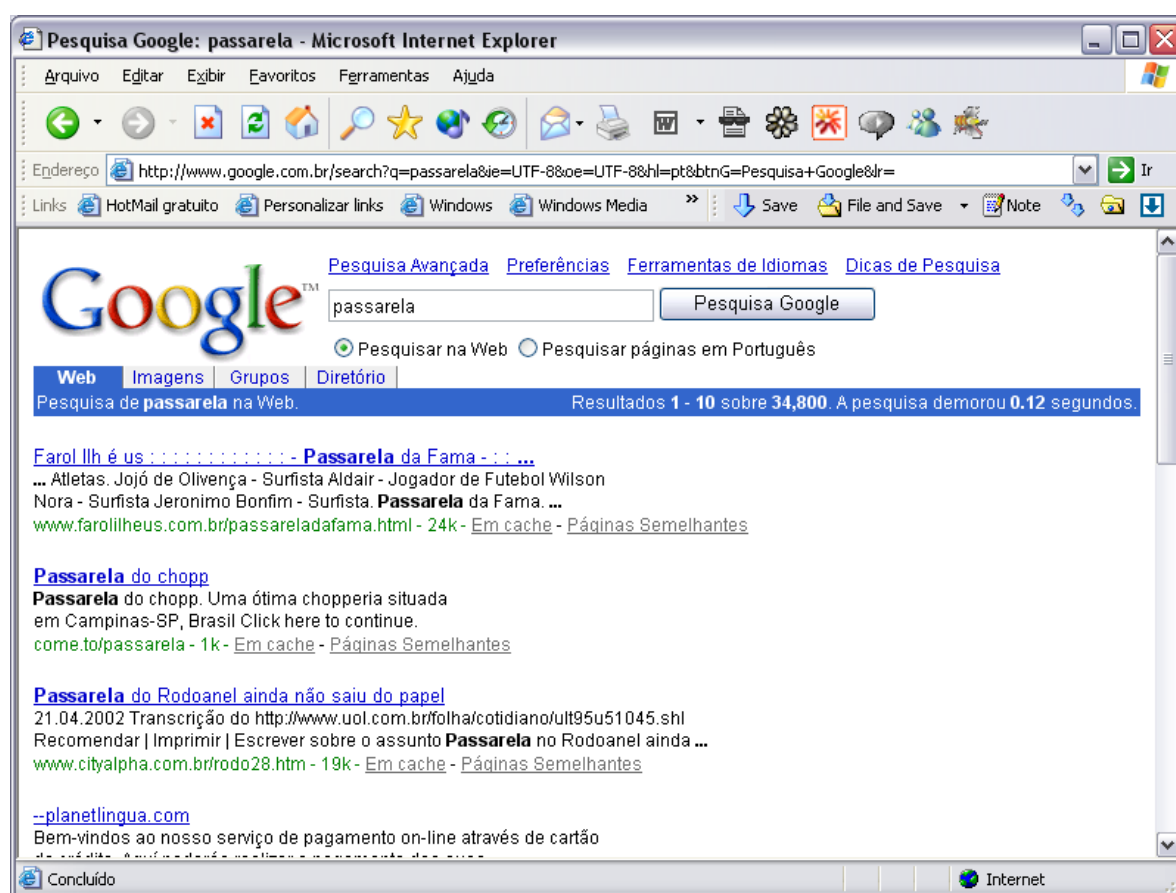 Pesquisa Google: passarela - Microsoft Internet Explorer
Arquivo Editar Exibir Favoritos Ferramentas Ajuda
Endereço http://www.google.com.br/search?q=passarela&ie=UTF-8&oe=UTF-8&hl=pt&btnG=Pesquisa+Google&lr= Ir
Links HotMail gratuito Personalizar links Windows Windows Media » Save File and Save Note
Pesquisa Avançada Preferências Ferramentas de Idiomas Dicas de Pesquisa
Google TM passarela Pesquisa Google
Pesquisar na Web Pesquisar páginas em Português
Web Imagens Grupos Diretório
Pesquisa de passarela na Web. Resultados 1 - 10 sobre 34,800. A pesquisa demorou 0.12 segundos.
Farol Ilh é us : : : : : : : : : : : : - Passarela da Fama - : : ...
... Atletas. Jojó de Olivença - Surfista Aldair - Jogador de Futebol Wilson
Nora - Surfista Jeronimo Bonfim - Surfista. Passarela da Fama. ...
www.farolilheus.com.br/passareladafama.html - 24k - Em cache - Páginas Semelhantes
Passarela do chopp
Passarela do chopp. Uma ótima chopperia situada
em Campinas-SP, Brasil Click here to continue.
come.to/passarela - 1k - Em cache - Páginas Semelhantes
Passarela do Rodoanel ainda não saiu do papel
21.04.2002 Transcrição do http://www.uol.com.br/folha/cotidiano/ult95u51045.shl
Recomendar | Imprimir | Escrever sobre o assunto Passarela no Rodoanel ainda ...
www.cityalpha.com.br/rodo28.htm - 19k - Em cache - Páginas Semelhantes
--planetlingua.com
Bem-vindos ao nosso serviço de pagamento on-line através de cartão
Concluído Internet